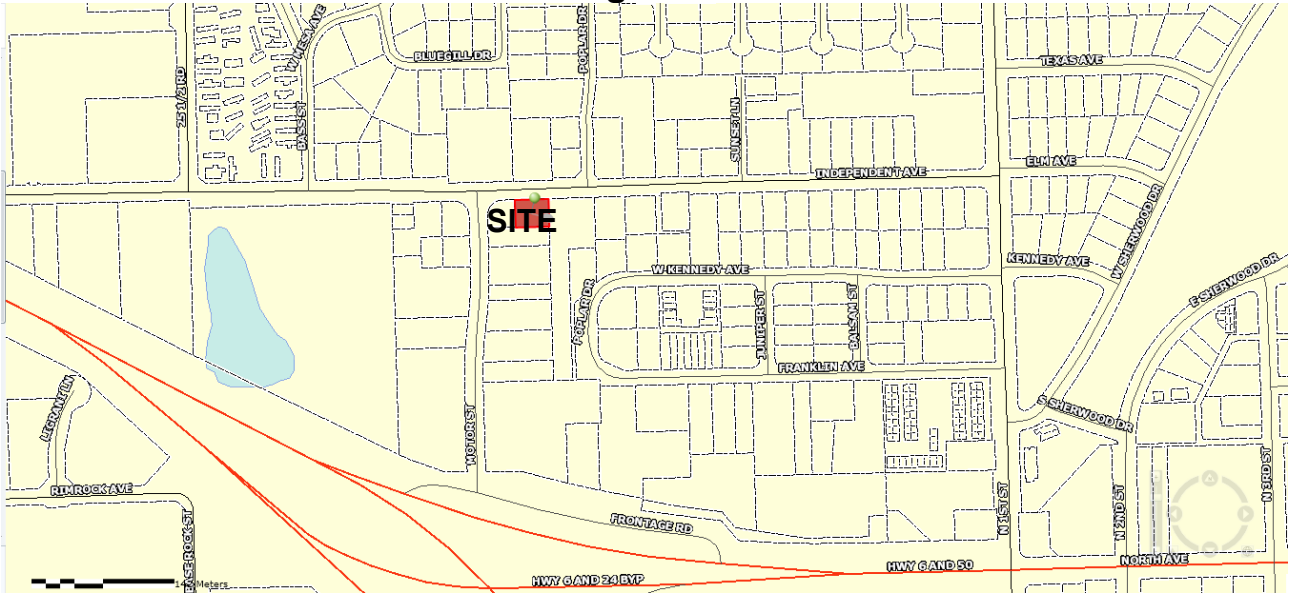 W MESA AVE
POPLAR DR
BLUEGILL DR
TEXAS AVE
25 1/2 RD
BASS ST
SUNSET LN
ELM AVE
INDEPENDENT AVE
SITE
W SHERWOOD DR
KENNEDY AVE
W KENNEDY AVE
E SHERWOOD DR
POPLAR DR
JUNIPER ST
BALSAM ST
FRANKLIN AVE
LIGRANI LN
MOTOR ST
S SHERWOOD DR
N 3RD ST
RIMROCK AVE
N 1ST ST
N 2ND ST
FRONTAGE RD
NORTH AVE
HWY 6 AND 50
HWY 6 AND 24 BYP
Meters